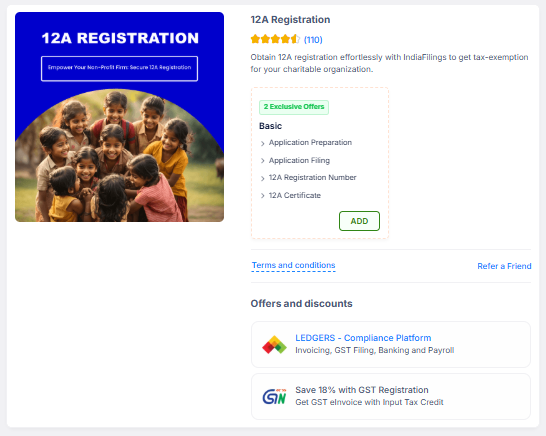 12A REGISTRATION
Empower Your Non-Profit Firm: Secure 12A Registration
12A Registration
(110)
Obtain 12A registration effortlessly with IndiaFilings to get tax-exemption
for your charitable organization.
2 Exclusive Offers
Basic
Application Preparation
Application Filing
12A Registration Number
12A Certificate
ADD
Terms and conditions
Refer a Friend
Offers and discounts
LEDGERS - Compliance Platform
Invoicing, GST Filing, Banking and Payroll
Save 18% with GST Registration
Get GST eInvoice with Input Tax Credit